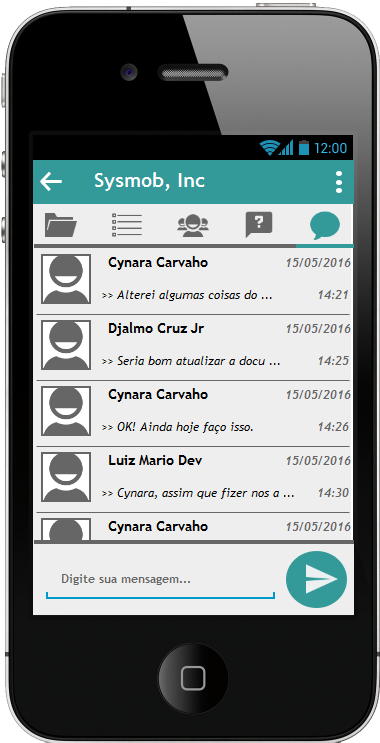 12:00
Sysmob, Inc
?
Cynara Carvaho 15/05/2016
>> Alterei algumas coisas do ... 14:21
Djalmo Cruz Jr 15/05/2016
>> Seria bom atualizar a docu ... 14:25
Cynara Carvaho 15/05/2016
>> OK! Ainda hoje faço isso. 14:26
Luiz Mario Dev 15/05/2016
>> Cynara, assim que fizer nos a ... 14:30
Cynara Carvaho 15/05/2016
Digite sua mensagem...